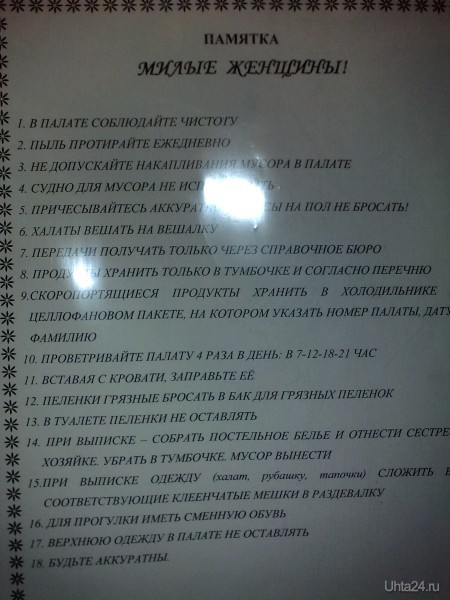 ПАМЯТКА
МИЛЫЕ ЖЕНЩИНЫ!
1. В ПАЛАТЕ СОБЛЮДАЙТЕ ЧИСТОТУ
2. ПЫЛЬ ПРОТИРАЙТЕ ЕЖЕДНЕВНО
3. НЕ ДОПУСКАЙТЕ НАКАПЛИВАНИЯ МУСОРА В ПАЛАТЕ
4. СУДНО ДЛЯ МУСОРА НЕ
5. ПРИЧЕСЫВАЙТЕСЬ НА ПОЛ НЕ БРОСАТЬ!
6. ХАЛАТЫ ВЕШАТЬ НА ВЕШАЛКУ
7. ПЕРЕДАЧИ ПОЛУЧАТЬ ТОЛЬКО ЧЕРЕЗ СПРАВОЧНОЕ БЮРО
8. ПРОДУКТЫ ХРАНИТЬ ТОЛЬКО В ТУМБОЧКЕ И СОГЛАСНО ПЕРЕЧНЮ
9.СКОРОПОРТЯЩИЕСЯ ПРОДУКТЫ ХРАНИТЬ В ХОЛОДИЛЬНИКЕ
ЦЕЛЛОФАНОВОМ ПАКЕТЕ, НА КОТОРОМ УКАЗАТЬ НОМЕР ПАЛАТЫ, ДАТУ
ФАМИЛИЮ
10. ПРОВЕТРИВАЙТЕ ПАЛАТУ 4 РАЗА В ДЕНЬ: В 7-12-18-21 ЧАС
11. ВСТАВАЯ С КРОВАТИ, ЗАПРАВЬТЕ ЕЁ
12. ПЕЛЕНКИ ГРЯЗНЫЕ БРОСАТЬ В БАК ДЛЯ ГРЯЗНЫХ ПЕЛЕНОК
13. В ТУАЛЕТЕ ПЕЛЕНКИ НЕ ОСТАВЛЯТЬ
14. ПРИ ВЫПИСКЕ – СОБРАТЬ ПОСТЕЛЬНОЕ БЕЛЬЕ И ОТНЕСТИ СЕСТРЕ
ХОЗЯЙКЕ. УБРАТЬ В ТУМБОЧКЕ. МУСОР ВЫНЕСТИ
15.ПРИ ВЫПИСКЕ ОДЕЖДУ (халат, рубашку, тапочки) СЛОЖИТЬ В
СООТВЕТСТВУЮЩИЕ КЛЕЕНЧАТЫЕ МЕШКИ В РАЗДЕВАЛКУ
16. ДЛЯ ПРОГУЛКИ ИМЕТЬ СМЕННУЮ ОБУВЬ
17. ВЕРХНЮЮ ОДЕЖДУ В ПАЛАТЕ НЕ ОСТАВЛЯТЬ
18. БУДЬТЕ АККУРАТНЫ.
Uhta24.ru